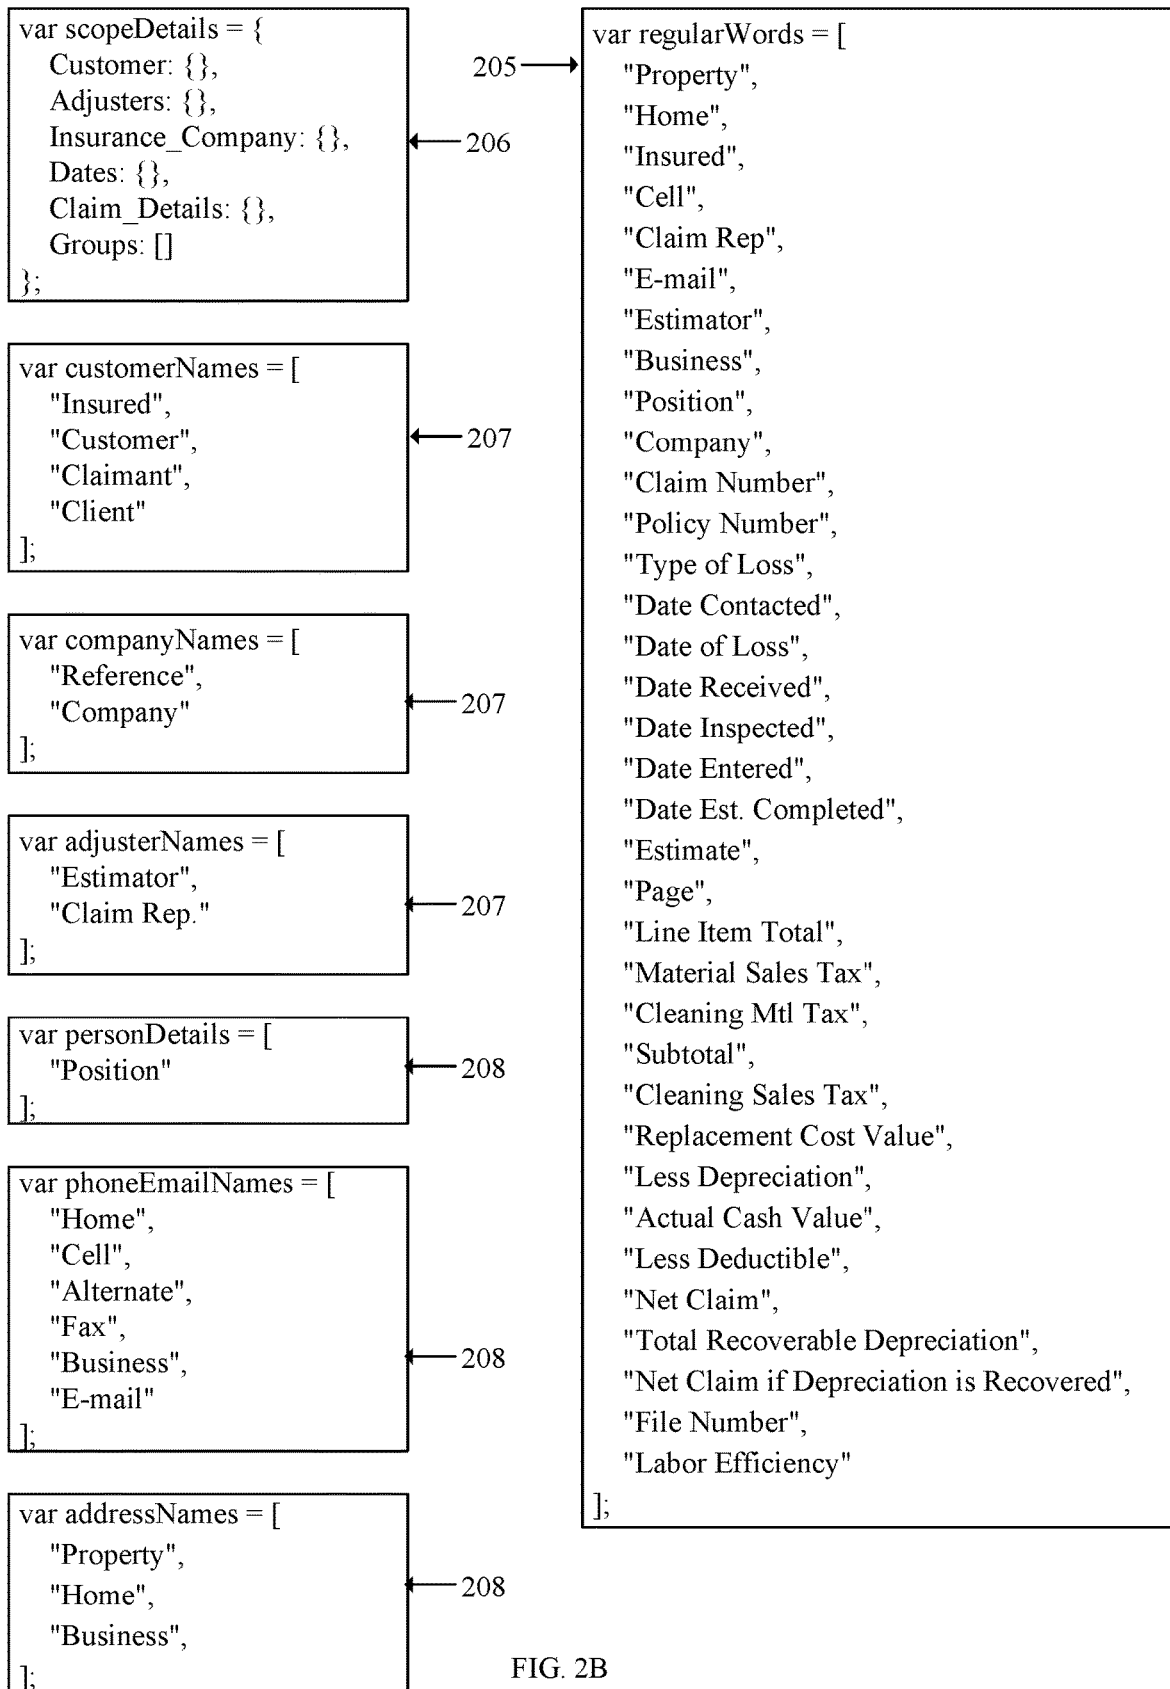 var scopeDetails = {
Customer: {},
Adjusters: {},
Insurance_Company: {},
Dates: {},
Claim_Details: {},
Groups: []
};
206
var customerNames = [
"Insured",
"Customer",
"Claimant",
"Client"
];
207
var companyNames = [
"Reference",
"Company"
];
207
var adjusterNames = [
"Estimator",
"Claim Rep."
];
207
var personDetails = [
"Position"
];
208
var phoneEmailNames = [
"Home",
"Cell",
"Alternate",
"Fax",
"Business",
"E-mail"
];
208
var addressNames = [
"Property",
"Home",
"Business",
];
208
205
var regularWords = [
"Property",
"Home",
"Insured",
"Cell",
"Claim Rep",
"E-mail",
"Estimator",
"Business",
"Position",
"Company",
"Claim Number",
"Policy Number",
"Type of Loss",
"Date Contacted",
"Date of Loss",
"Date Received",
"Date Inspected",
"Date Entered",
"Date Est. Completed",
"Estimate",
"Page",
"Line Item Total",
"Material Sales Tax",
"Cleaning Mtl Tax",
"Subtotal",
"Cleaning Sales Tax",
"Replacement Cost Value",
"Less Depreciation",
"Actual Cash Value",
"Less Deductible",
"Net Claim",
"Total Recoverable Depreciation",
"Net Claim if Depreciation is Recovered",
"File Number",
"Labor Efficiency"
];
FIG. 2B